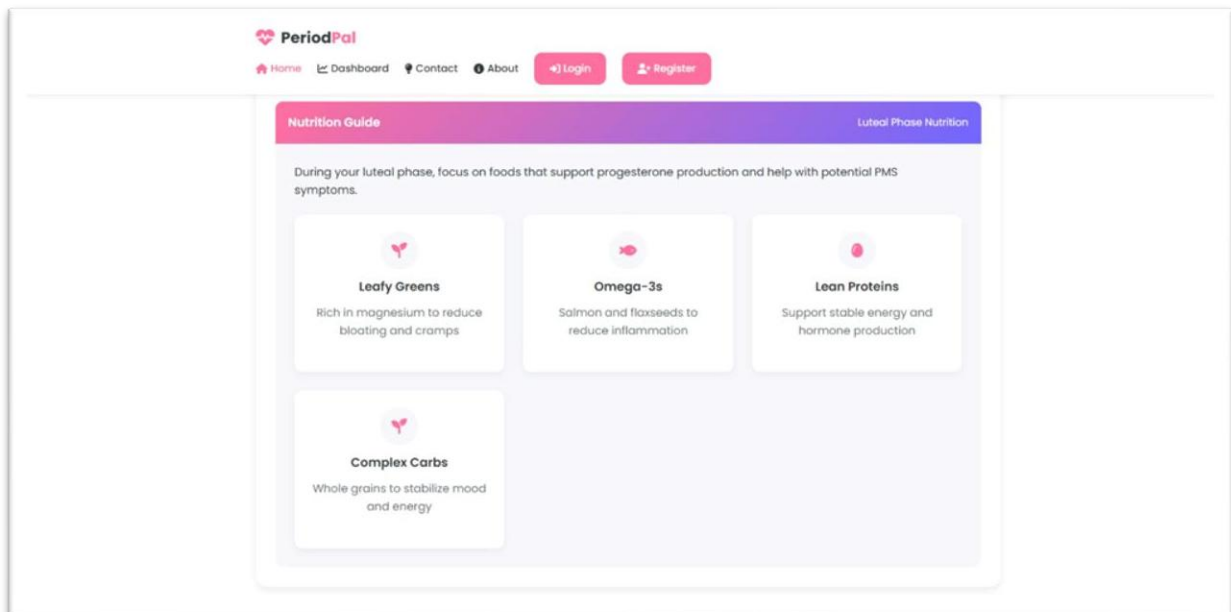 PeriodPal
Home Dashboard Contact About Login Register
Nutrition Guide Luteal Phase Nutrition
During your luteal phase, focus on foods that support progesterone production and help with potential PMS
symptoms.
Leafy Greens
Rich in magnesium to reduce
bloating and cramps
Omega-3s
Salmon and flaxseeds to
reduce inflammation
Lean Proteins
Support stable energy and
hormone production
Complex Carbs
Whole grains to stabilize mood
and energy